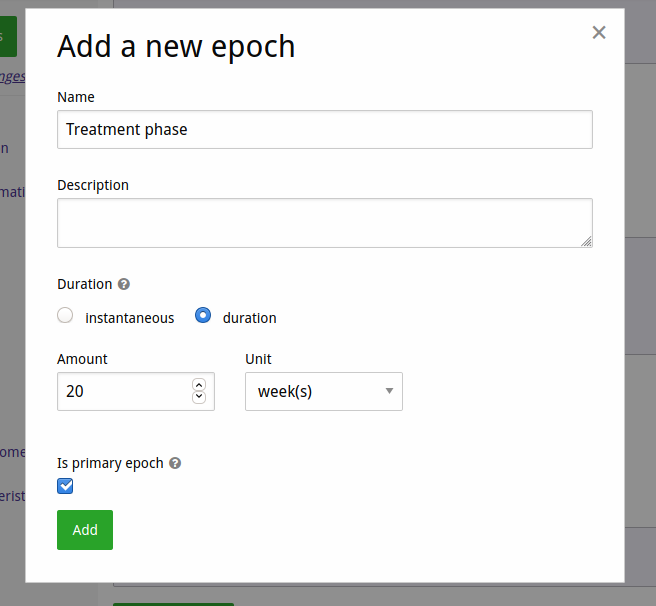 Add a new epoch
Name
Treatment phase
Description
Duration
instantaneous duration
Amount Unit
20 week(s)
Is primary epoch
Add